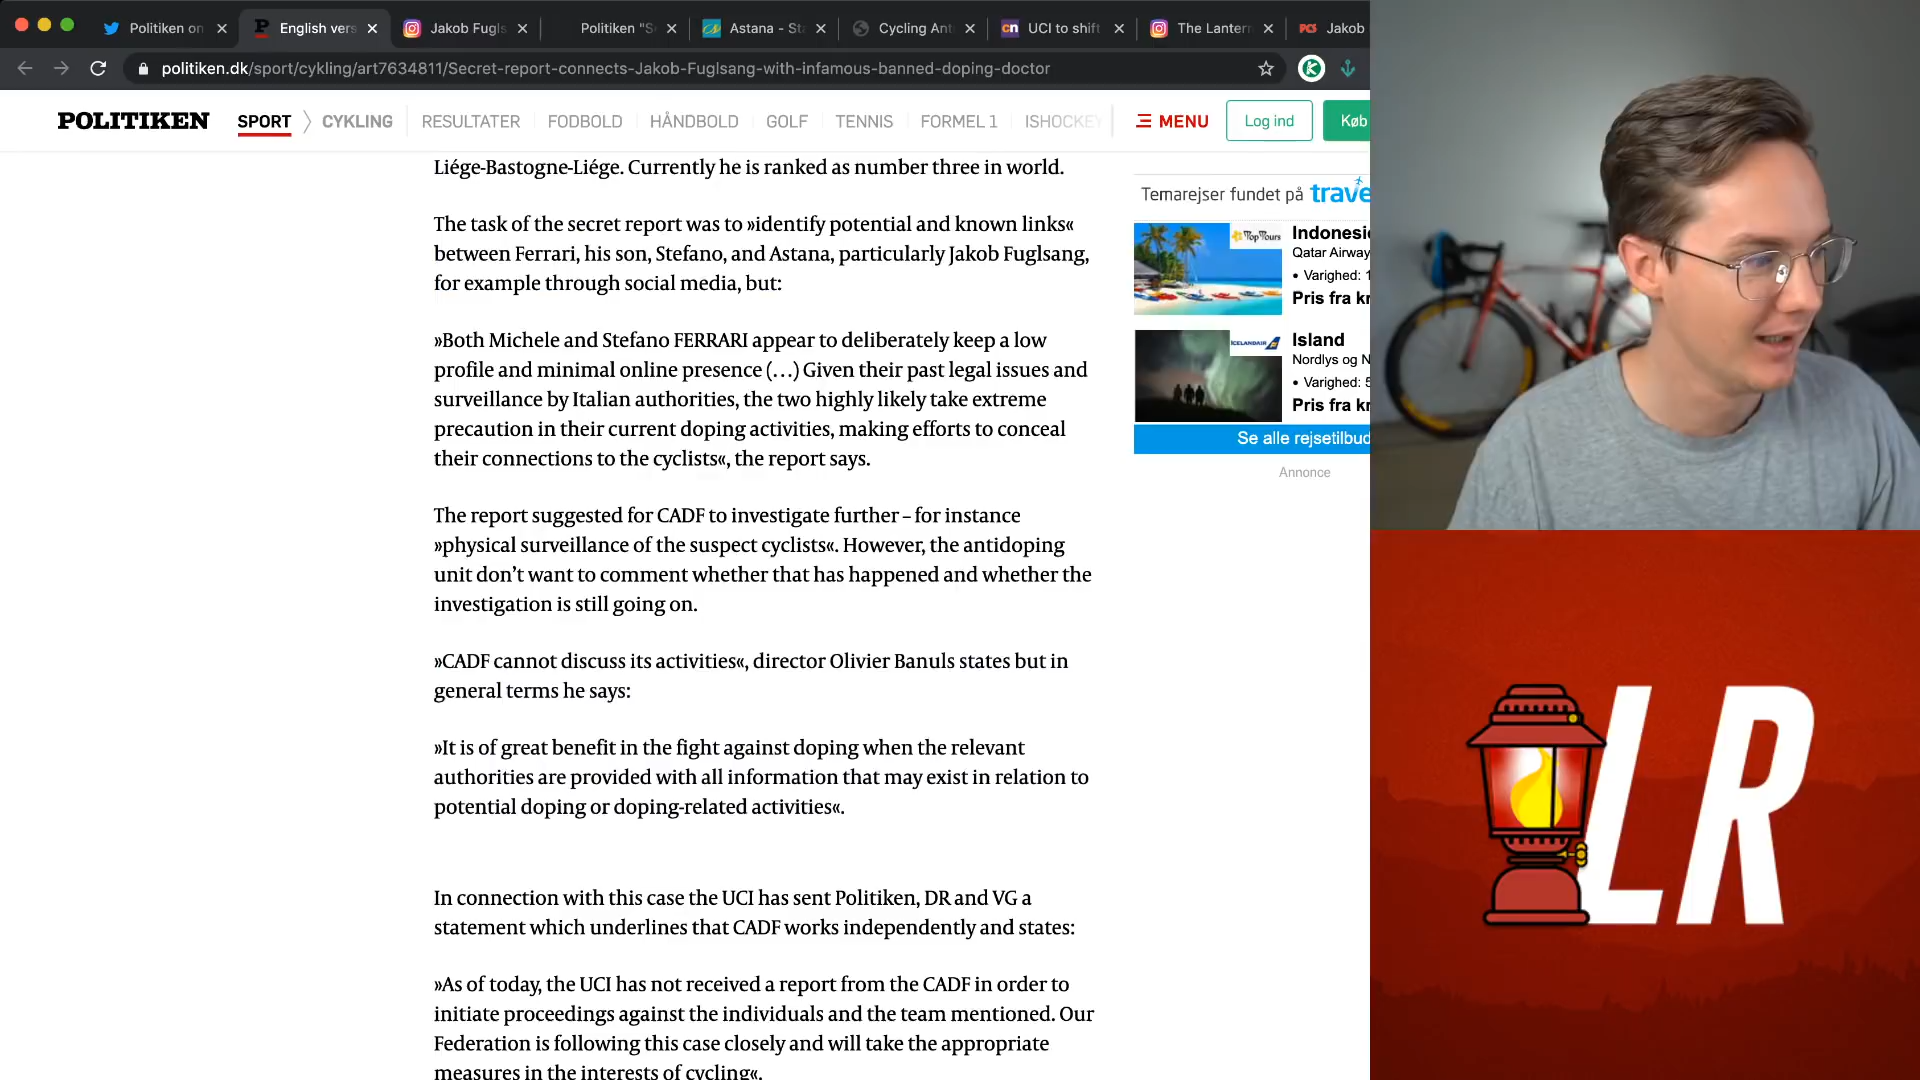 Politiken on
English vers
Jakob Fugls
Politiken "S
Astana - Sta
Cycling Ant
UCI to shift
The Lantern
Jakob
politiken.dk/sport/cykling/art7634811/Secret-report-connects-Jakob-Fuglsang-with-infamous-banned-doping-doctor
POLITIKEN
SPORT
CYKLING
RESULTATER
FODBOLD
HÅNDBOLD
GOLF
TENNIS
FORMEL 1
ISHOCKEY
MENU
Log ind
Køb
Liége-Bastogne-Liége. Currently he is ranked as number three in world.
The task of the secret report was to »identify potential and known links«
between Ferrari, his son, Stefano, and Astana, particularly Jakob Fuglsang,
for example through social media, but:
»Both Michele and Stefano FERRARI appear to deliberately keep a low
profile and minimal online presence (…) Given their past legal issues and
surveillance by Italian authorities, the two highly likely take extreme
precaution in their current doping activities, making efforts to conceal
their connections to the cyclists«, the report says.
The report suggested for CADF to investigate further – for instance
»physical surveillance of the suspect cyclists«. However, the antidoping
unit don’t want to comment whether that has happened and whether the
investigation is still going on.
»CADF cannot discuss its activities«, director Olivier Banuls states but in
general terms he says:
»It is of great benefit in the fight against doping when the relevant
authorities are provided with all information that may exist in relation to
potential doping or doping-related activities«.
In connection with this case the UCI has sent Politiken, DR and VG a
statement which underlines that CADF works independently and states:
»As of today, the UCI has not received a report from the CADF in order to
initiate proceedings against the individuals and the team mentioned. Our
Federation is following this case closely and will take the appropriate
measures in the interests of cycling«.
Temarejser fundet på trave
TopTours
Indonesie
Qatar Airway
• Varighed: 1
Pris fra kr
ICELANDAIR
Island
Nordlys og N
• Varighed: 5
Pris fra kr
Se alle rejsetilbud
Annonce
LR